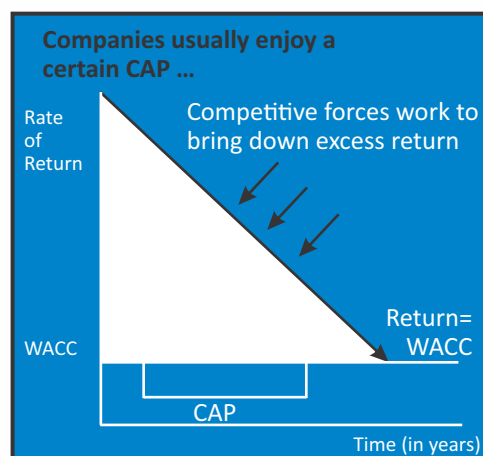 Companies usually enjoy a
certain CAP ...
Rate
of
Return
Competitive forces work to
bring down excess return
Return=
WACC
WACC
CAP
Time (in years)